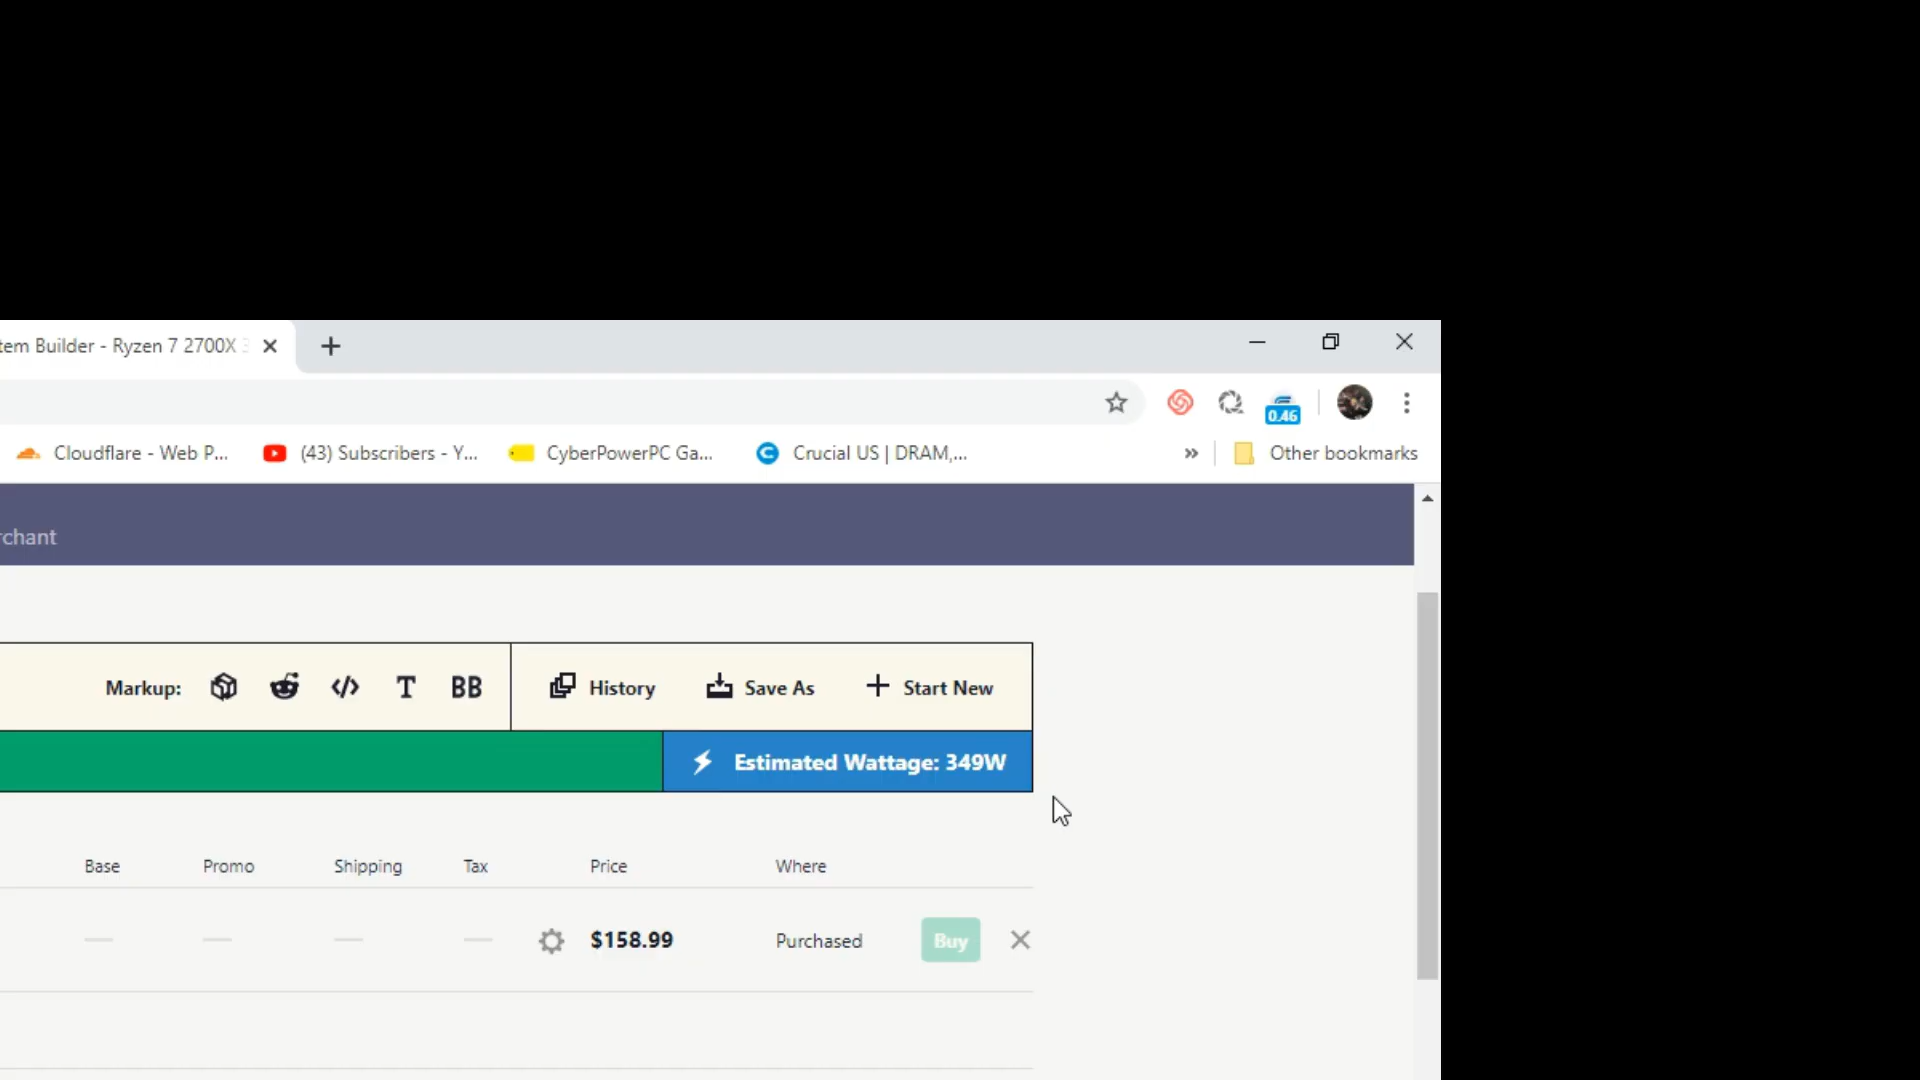 tem Builder - Ryzen 7 2700X
0.46
Cloudflare - Web P... (43) Subscribers - Y... CyberPowerPC Ga... Crucial US | DRAM,... » Other bookmarks
rchant
Markup: </> T BB History Save As + Start New
Estimated Wattage: 349W
Base Promo Shipping Tax Price Where
$158.99 Purchased Buy